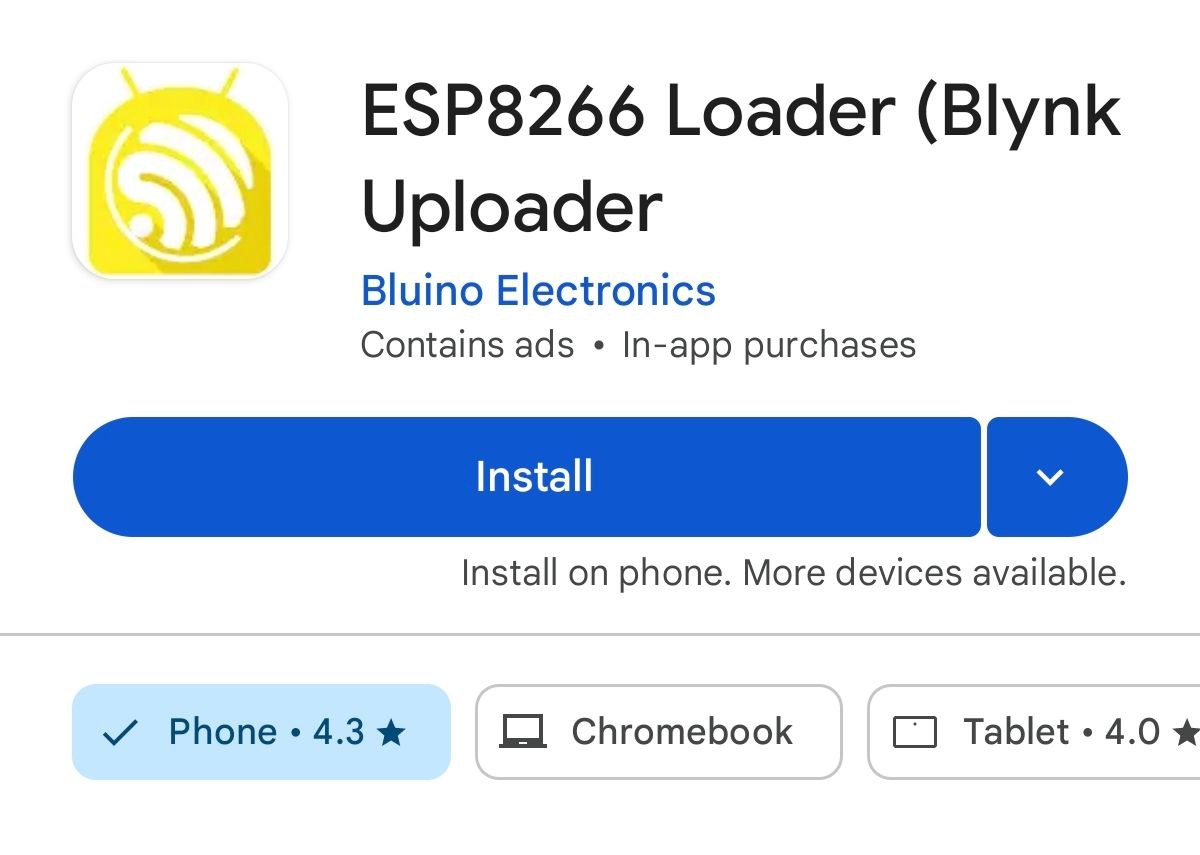 ESP8266 Loader (Blynk
Uploader
Bluino Electronics
Contains ads • In-app purchases
Install
Install on phone. More devices available.
Phone • 4.3 ★
Chromebook
Tablet • 4.0 ★